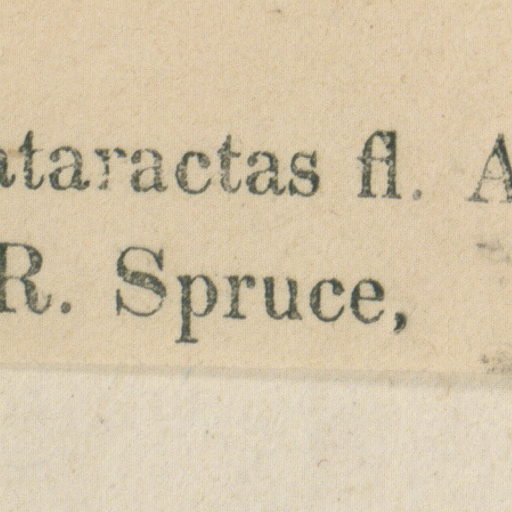 ataractas fl. A
R. Spruce,